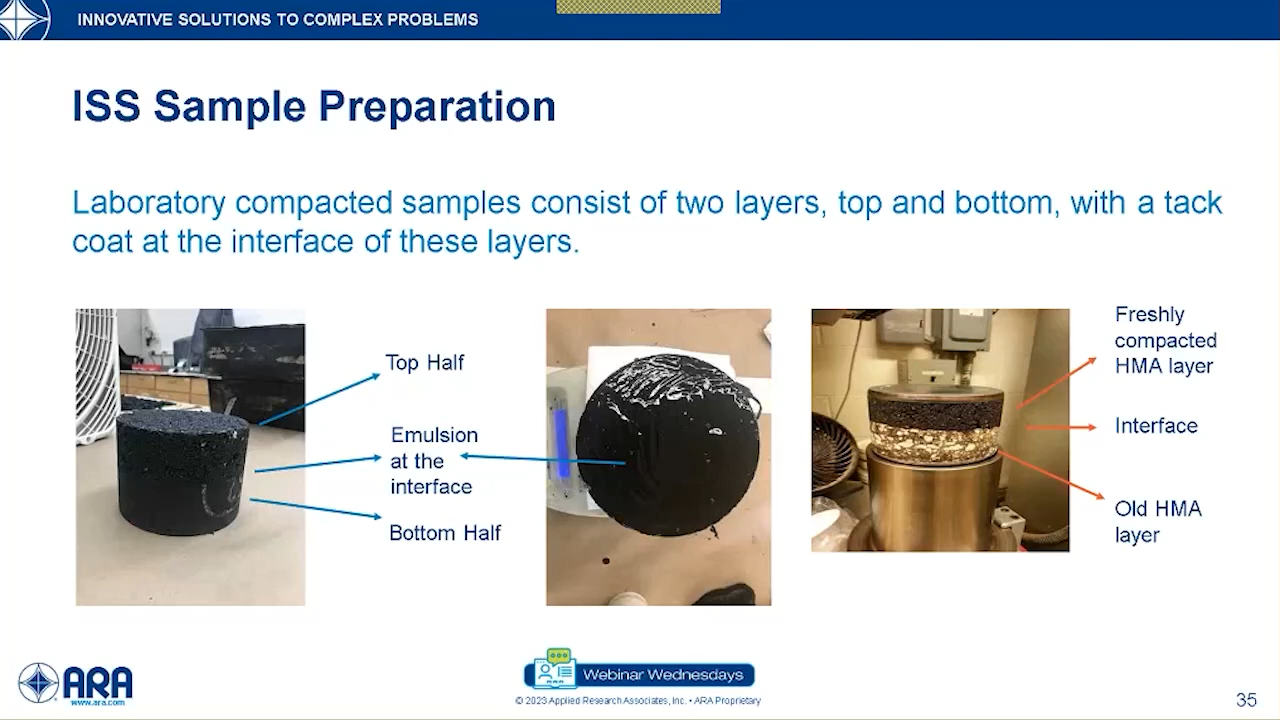 INNOVATIVE SOLUTIONS TO COMPLEX PROBLEMS
ISS Sample Preparation
Laboratory compacted samples consist of two layers, top and bottom, with a tack
coat at the interface of these layers.
Top Half
Emulsion
at the
interface
Bottom Half
Freshly
compacted
HMA layer
Interface
Old HMA
layer
ARA
www.ara.com
Webinar Wednesdays
© 2023 Applied Research Associates, Inc. • ARA Proprietary
35